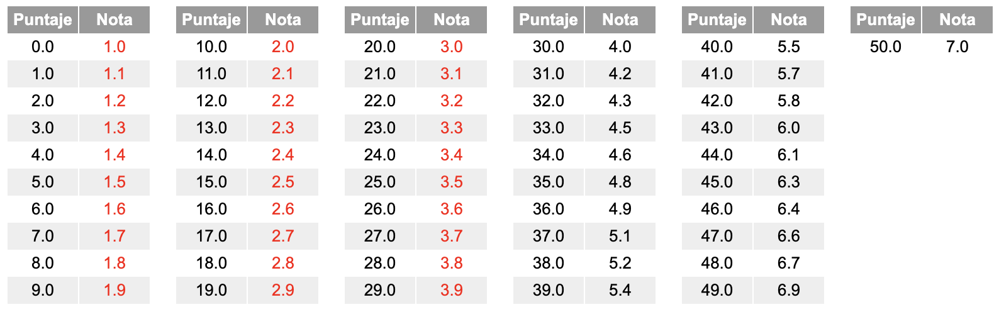 Puntaje Nota Puntaje Nota Puntaje Nota Puntaje Nota Puntaje Nota Puntaje Nota
0.0 1.0 10.0 2.0 20.0 3.0 30.0 4.0 40.0 5.5 50.0 7.0
1.0 1.1 11.0 2.1 21.0 3.1 31.0 4.2 41.0 5.7
2.0 1.2 12.0 2.2 22.0 3.2 32.0 4.3 42.0 5.8
3.0 1.3 13.0 2.3 23.0 3.3 33.0 4.5 43.0 6.0
4.0 1.4 14.0 2.4 24.0 3.4 34.0 4.6 44.0 6.1
5.0 1.5 15.0 2.5 25.0 3.5 35.0 4.8 45.0 6.3
6.0 1.6 16.0 2.6 26.0 3.6 36.0 4.9 46.0 6.4
7.0 1.7 17.0 2.7 27.0 3.7 37.0 5.1 47.0 6.6
8.0 1.8 18.0 2.8 28.0 3.8 38.0 5.2 48.0 6.7
9.0 1.9 19.0 2.9 29.0 3.9 39.0 5.4 49.0 6.9